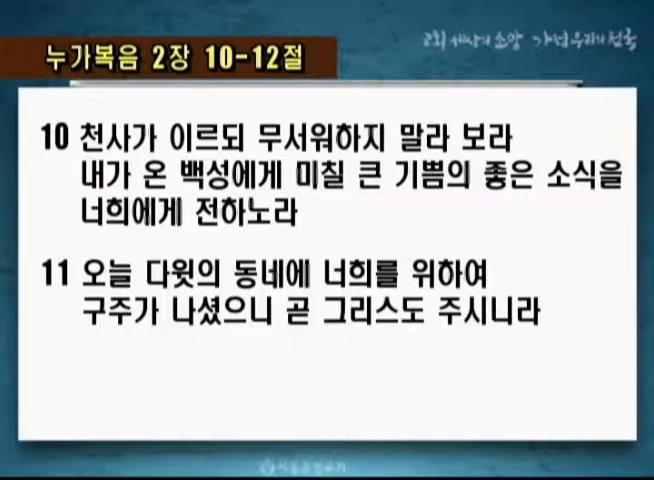 누가복음 2장 10-12절
10 천사가 이르되 무서워하지 말라 보라
내가 온 백성에게 미칠 큰 기쁨의 좋은 소식을
너희에게 전하노라
11 오늘 다윗의 동네에 너희를 위하여
구주가 나셨으니 곧 그리스도 주시니라